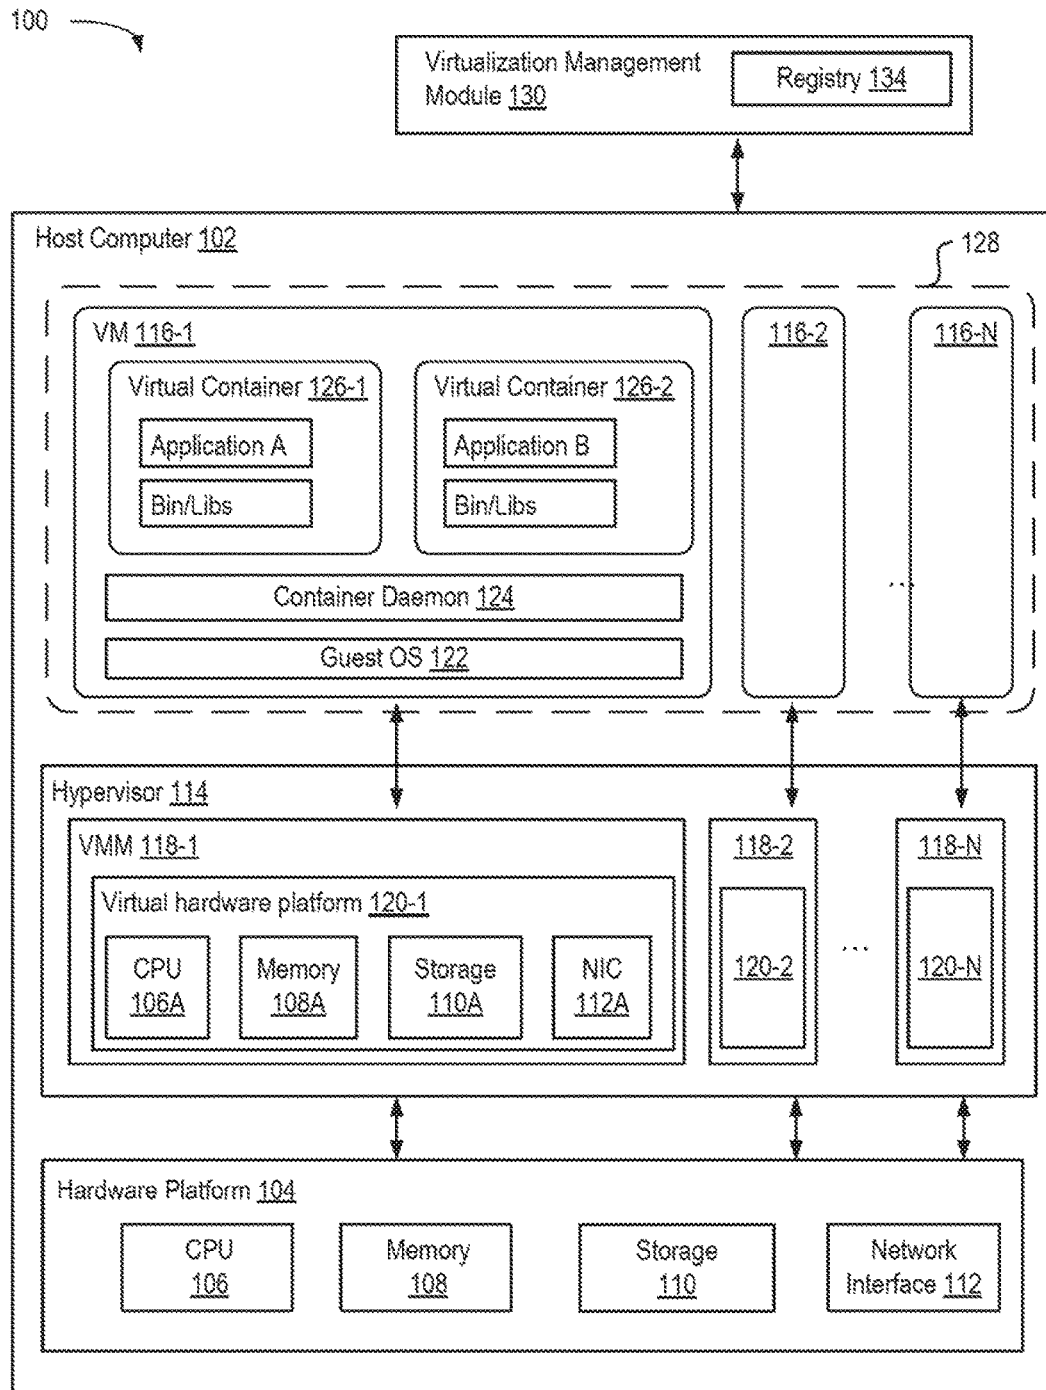 100
Virtualization Management
Module 130
Registry 134
Host Computer 102
128
VM 116-1
116-2
116-N
Virtual Container 126-1
Virtual Container 126-2
Application A
Application B
Bin/Libs
Bin/Libs
...
Container Daemon 124
Guest OS 122
Hypervisor 114
VMM 118-1
118-2
118-N
Virtual hardware platform 120-1
CPU
106A
Memory
108A
Storage
110A
NIC
112A
120-2
...
120-N
Hardware Platform 104
CPU
106
Memory
108
Storage
110
Network
Interface 112